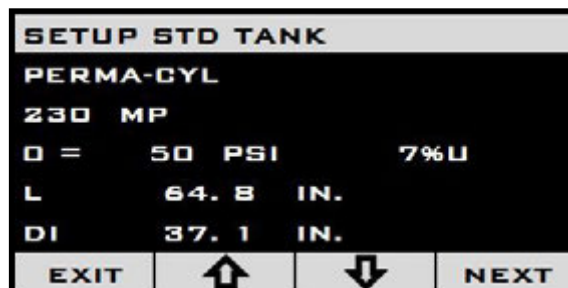 SETUP STD TANK
PERMA-CYL
230 MP
0 = 50 PSI 7%U
L 64.8 IN.
DI 37.1 IN.
EXIT NEXT